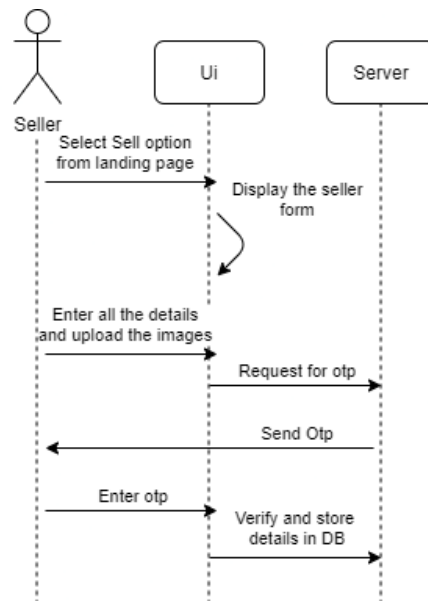 Ui
Server
Seller
Select Sell option
from landing page
Display the seller
form
Enter all the details
and upload the images
Request for otp
Send Otp
Enter otp
Verify and store
details in DB